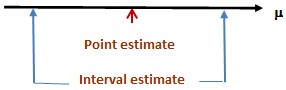 μ
Point estimate
Interval estimate